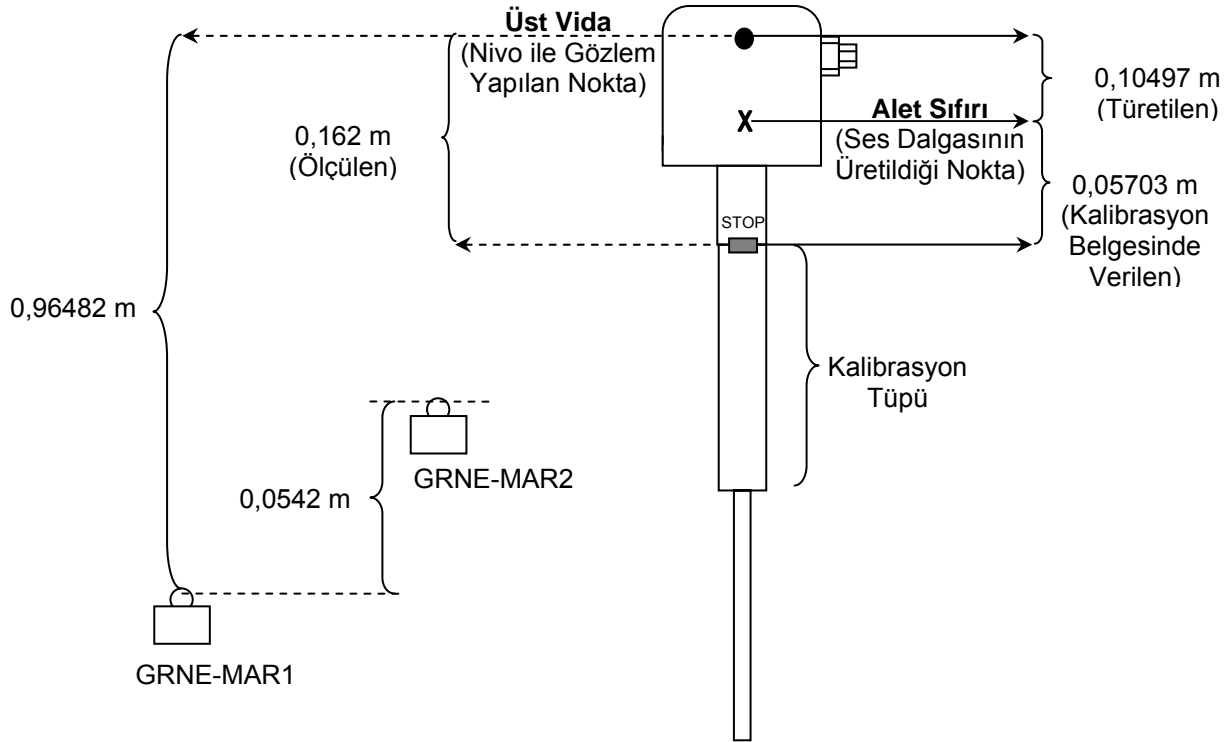 Üst Vida
(Nivo ile Gözlem
Yapılan Nokta)
0,10497 m
(Türetilen)
Alet Sıfırı
(Ses Dalgasının
Üretildiği Nokta)
X
0,162 m
(Ölçülen)
0,05703 m
(Kalibrasyon
Belgesinde
Verilen)
STOP
0,96482 m
Kalibrasyon
Tüpü
GRNE-MAR2
0,0542 m
GRNE-MAR1